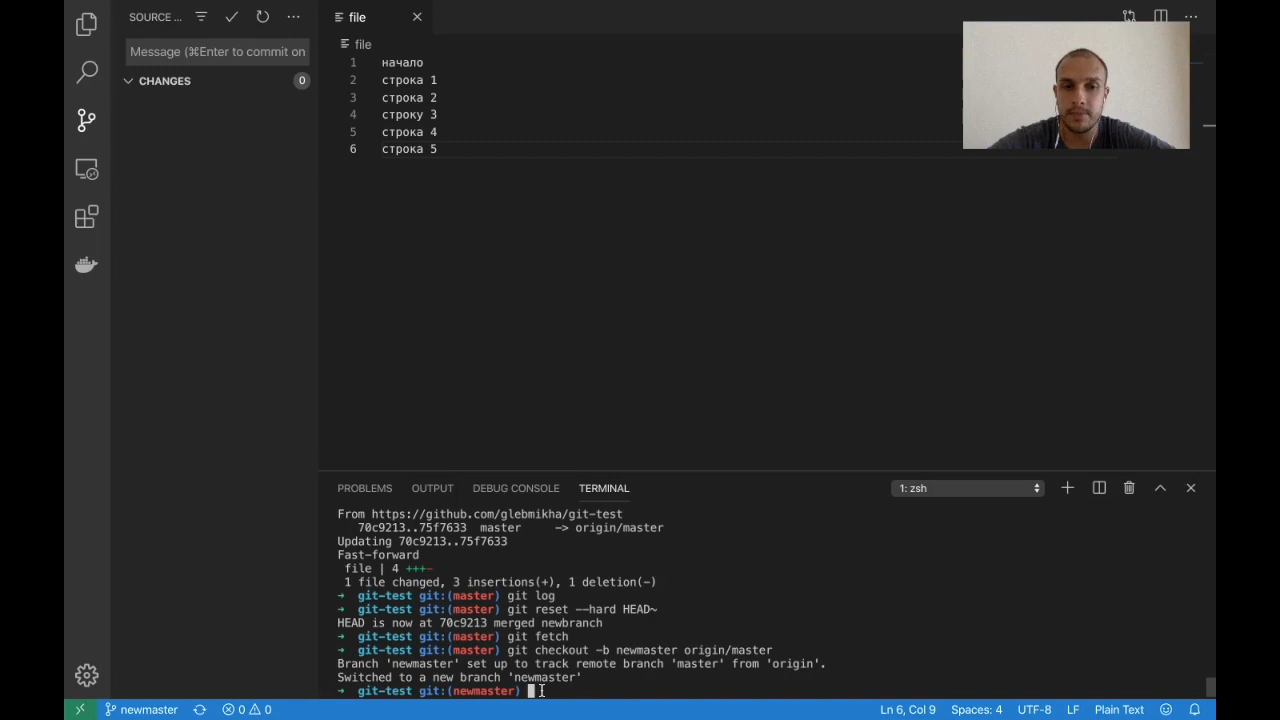 SOURCE ...
Message (⌘Enter to commit on
CHANGES
0
file
file
1 начало
2 строка 1
3 строка 2
4 строку 3
5 строка 4
6 строка 5
PROBLEMS OUTPUT DEBUG CONSOLE TERMINAL 1: zsh
From https://github.com/glebmikha/git-test
70c9213..75f7633 master -> origin/master
Updating 70c9213..75f7633
Fast-forward
file | 4 +++-
1 file changed, 3 insertions(+), 1 deletion(-)
➜ git-test git:(master) git log
➜ git-test git:(master) git reset --hard HEAD~
HEAD is now at 70c9213 merged newbranch
➜ git-test git:(master) git fetch
➜ git-test git:(master) git checkout -b newmaster origin/master
Branch 'newmaster' set up to track remote branch 'master' from 'origin'.
Switched to a new branch 'newmaster'
➜ git-test git:(newmaster)
newmaster 0 0 Ln 6, Col 9 Spaces: 4 UTF-8 LF Plain Text